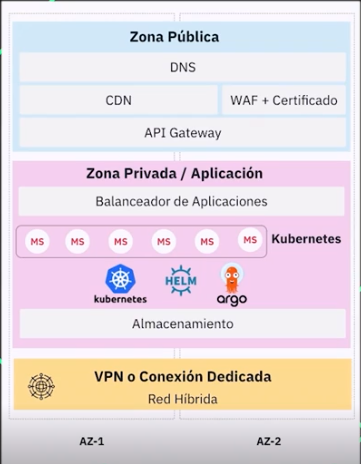 Zona Pública
DNS
CDN
WAF + Certificado
API Gateway
Zona Privada / Aplicación
Balanceador de Aplicaciones
MS MS MS MS MS MS Kubernetes
kubernetes HELM argo
Almacenamiento
VPN o Conexión Dedicada
Red Híbrida
AZ-1 AZ-2